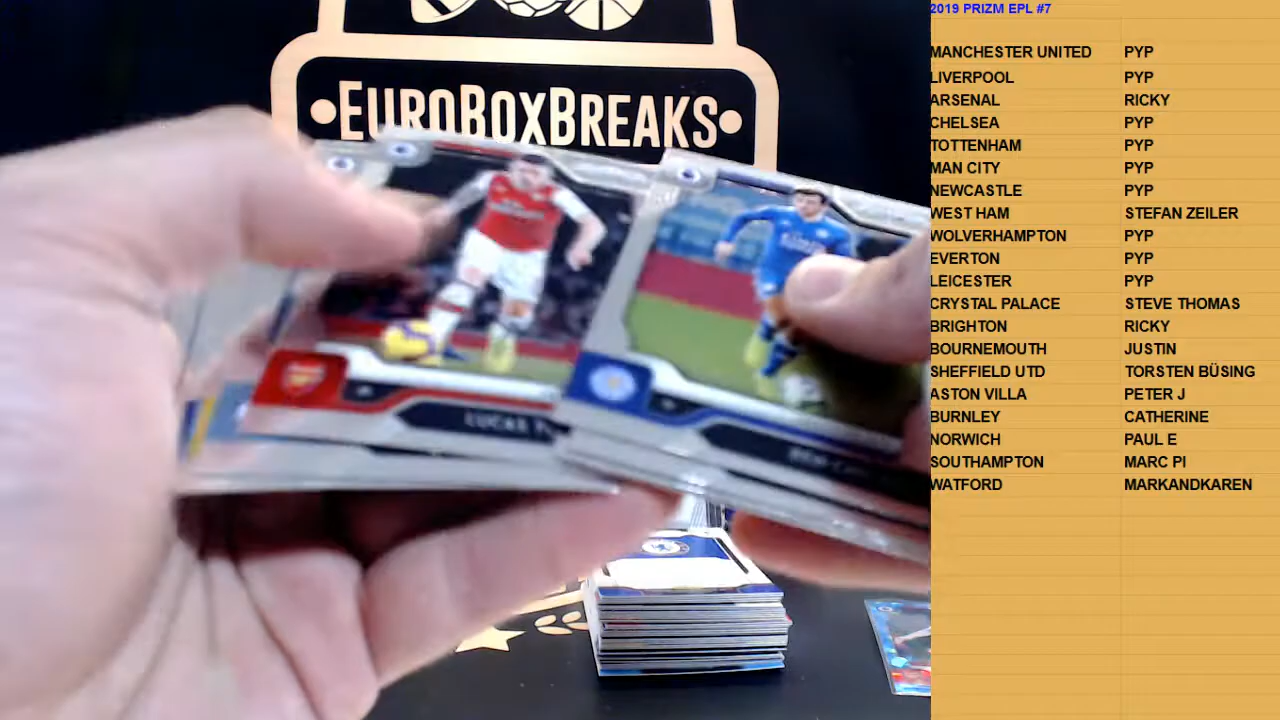 2019 PRIZM EPL #7
EUROBOXBREAKS
MANCHESTER UNITED PYP
LIVERPOOL PYP
ARSENAL RICKY
CHELSEA PYP
TOTTENHAM PYP
MAN CITY PYP
NEWCASTLE PYP
WEST HAM STEFAN ZEILER
WOLVERHAMPTON PYP
EVERTON PYP
LEICESTER PYP
CRYSTAL PALACE STEVE THOMAS
BRIGHTON RICKY
BOURNEMOUTH JUSTIN
SHEFFIELD UTD TORSTEN BÜSING
ASTON VILLA PETER J
BURNLEY CATHERINE
NORWICH PAUL E
SOUTHAMPTON MARC PI
WATFORD MARKANDKAREN
LUCAS